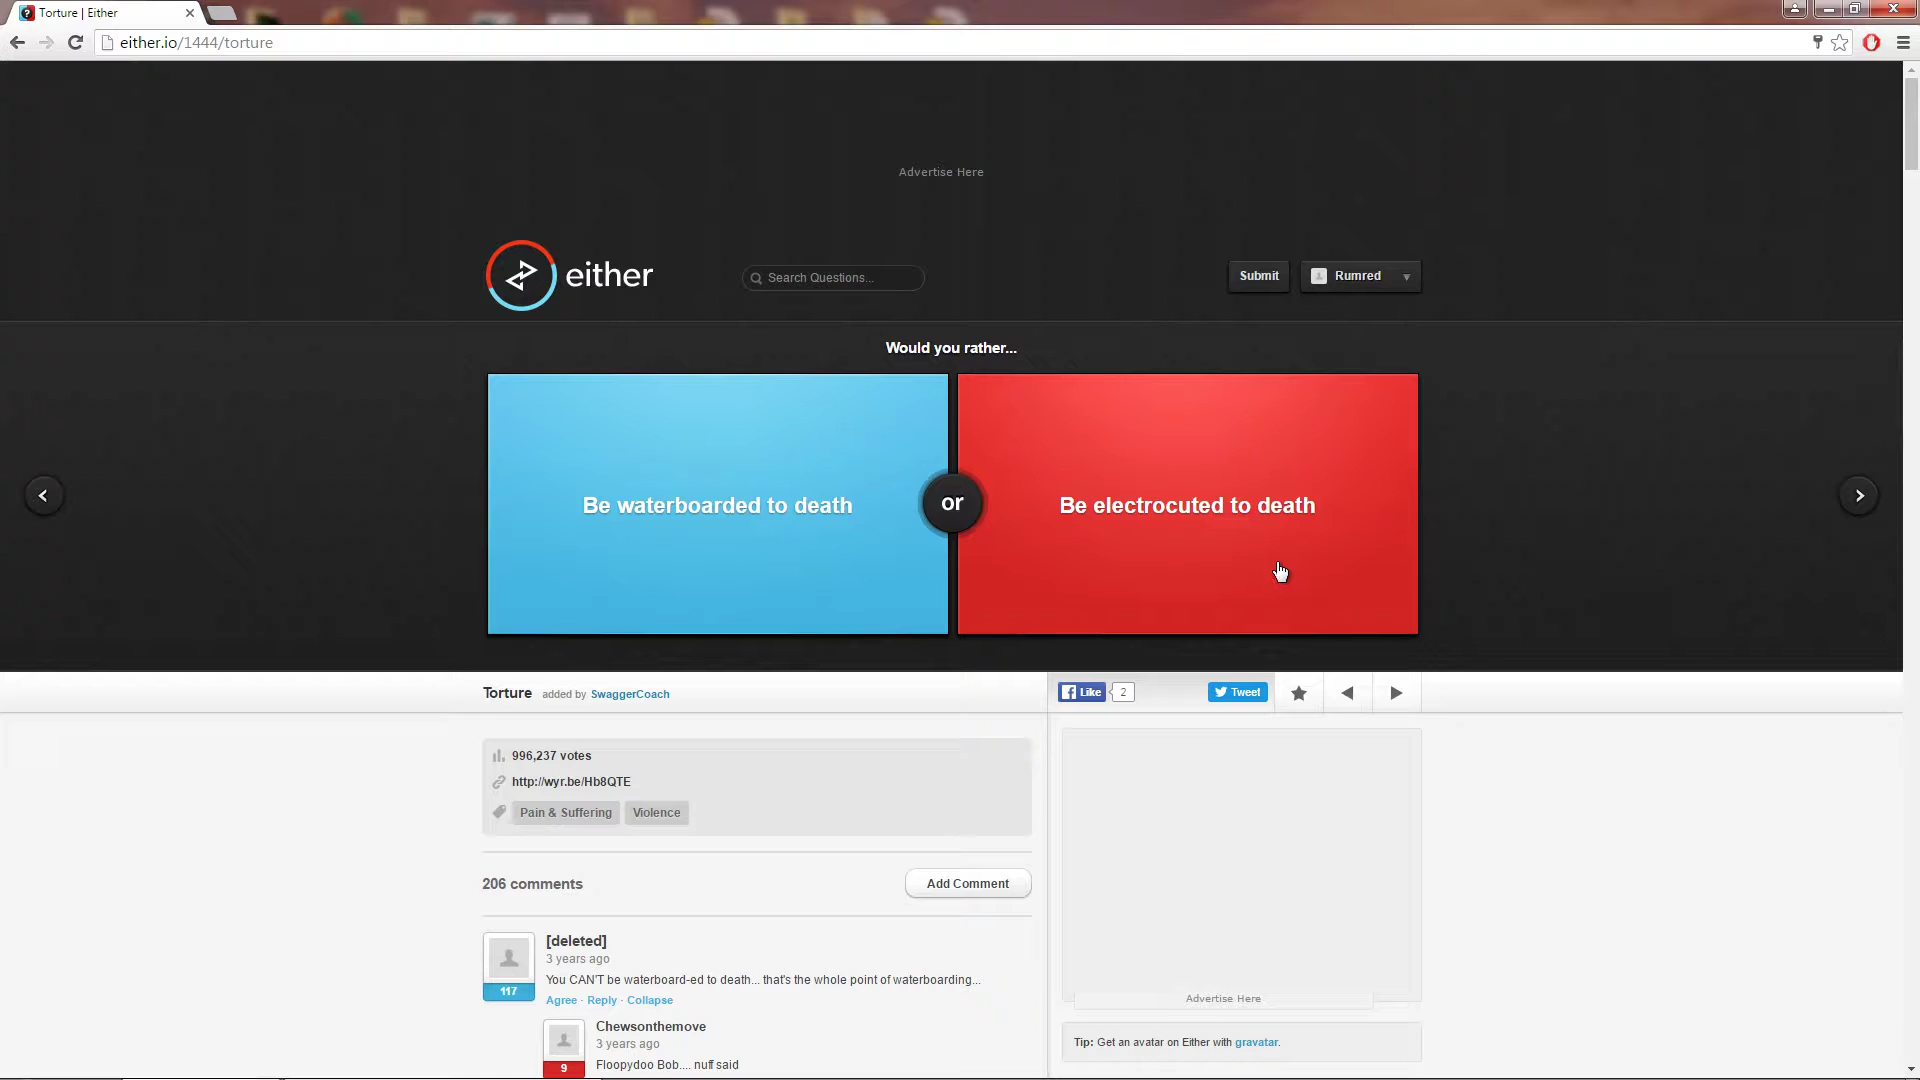 Torture | Either
either.io/1444/torture
Advertise Here
either
Search Questions...
Submit
Rumred
Would you rather...
Be waterboarded to death
or
Be electrocuted to death
Torture added by SwaggerCoach
Like 2
Tweet
996,237 votes
http://wyr.be/Hb8QTE
Pain & Suffering Violence
206 comments
Add Comment
[deleted]
3 years ago
You CAN'T be waterboard-ed to death... that's the whole point of waterboarding...
117
Agree · Reply · Collapse
Chewsonthemove
3 years ago
Floopydoo Bob.... nuff said
9
Advertise Here
Tip: Get an avatar on Either with gravatar.